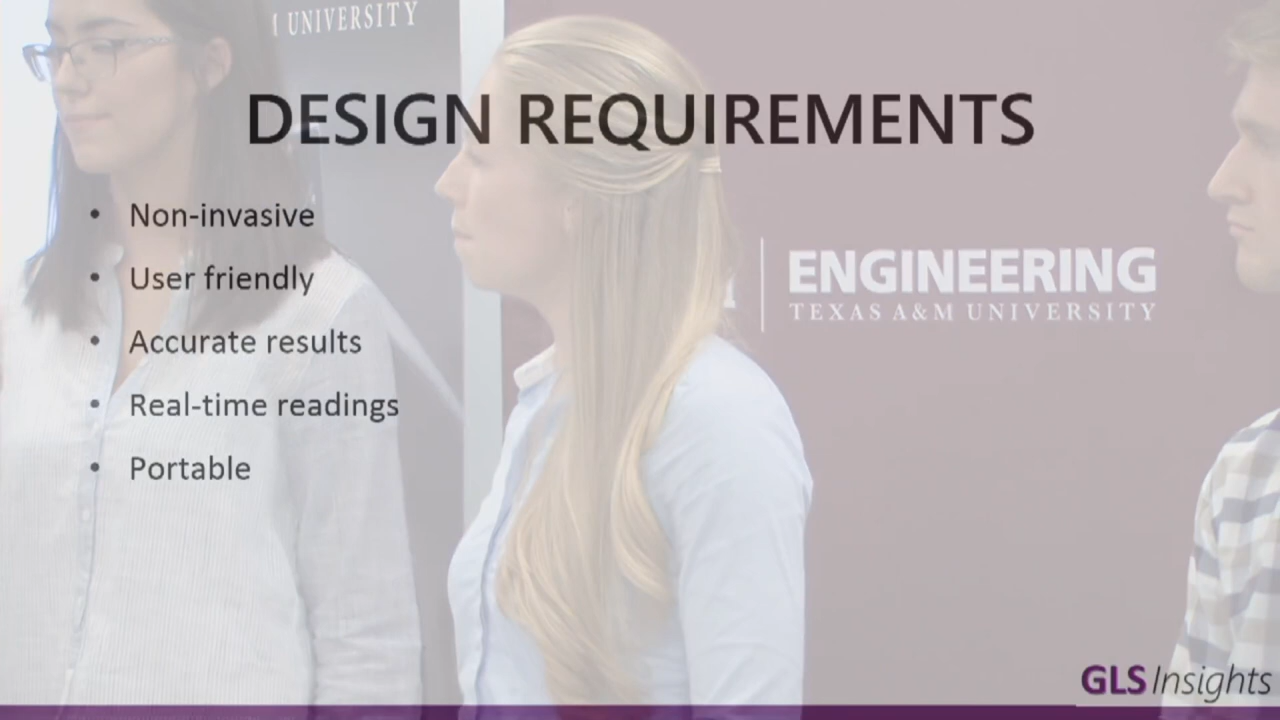 M UNIVERSITY
DESIGN REQUIREMENTS
• Non-invasive
• User friendly
• Accurate results
• Real-time readings
• Portable
ENGINEERING
TEXAS A&M UNIVERSITY
GLS Insights